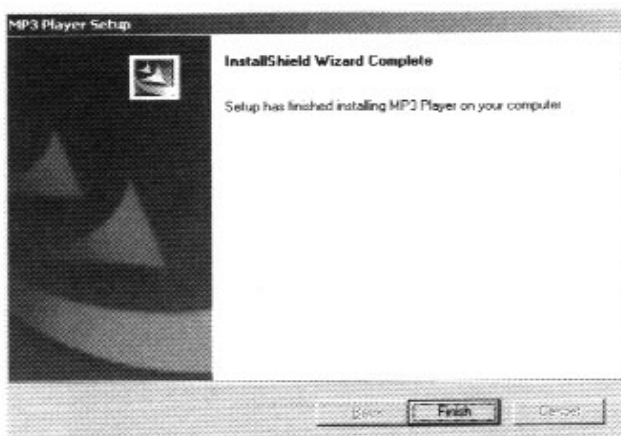 MP3 Player Setup
InstallShield Wizard Complete
Setup has finished installing MP3 Player on your computer
Back
Finish
Cancel